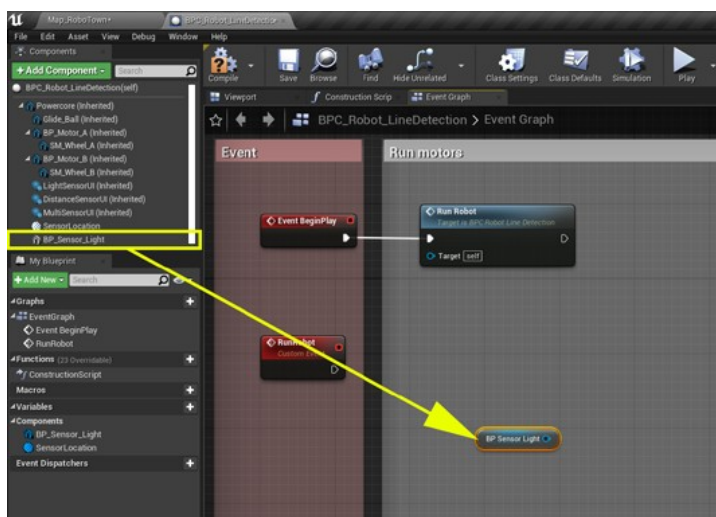 Map_RoboTown*
BPC_Robot_LineDetection
File Edit Asset View Debug Window Help
Components
+Add Component
Search
BPC_Robot_LineDetection(self)
Powercore (Inherited)
Glide_Ball (Inherited)
BP_Motor_A (Inherited)
SM_Wheel_A (Inherited)
BP_Motor_B (Inherited)
SM_Wheel_B (Inherited)
LightSensorUI (Inherited)
DistanceSensorUI (Inherited)
MultiSensorUI (Inherited)
SensorLocation
BP_Sensor_Light
My Blueprint
+Add New
Search
Graphs
EventGraph
Event BeginPlay
RunRobot
Functions (23 Overridable)
ConstructionScript
Macros
Variables
Components
BP_Sensor_Light
SensorLocation
Event Dispatchers
Compile
Save
Browse
Find
Hide Unrelated
Class Settings
Class Defaults
Simulation
Play
Viewport
Construction Scrip
Event Graph
BPC_Robot_LineDetection > Event Graph
Event
Run motors
Event BeginPlay
Run Robot
Target is BPC Robot Line Detection
Target self
RunRobot
Custom Event
BP Sensor Light